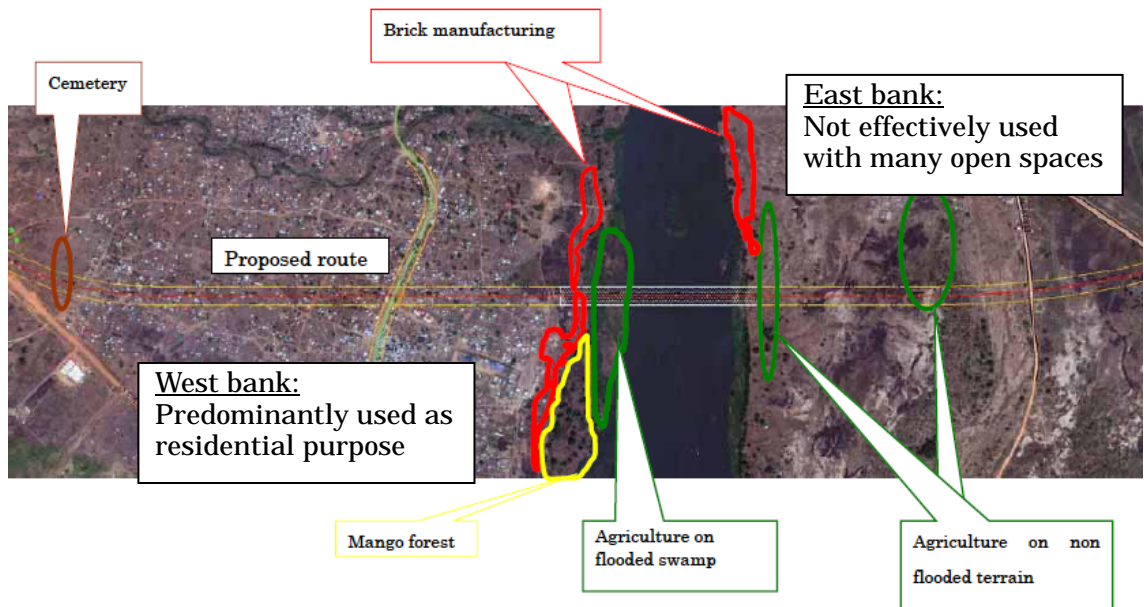 Brick manufacturing
Cemetery
East bank:
Not effectively used
with many open spaces
Proposed route
West bank:
Predominantly used as
residential purpose
Mango forest
Agriculture on
flooded swamp
Agriculture on non
flooded terrain